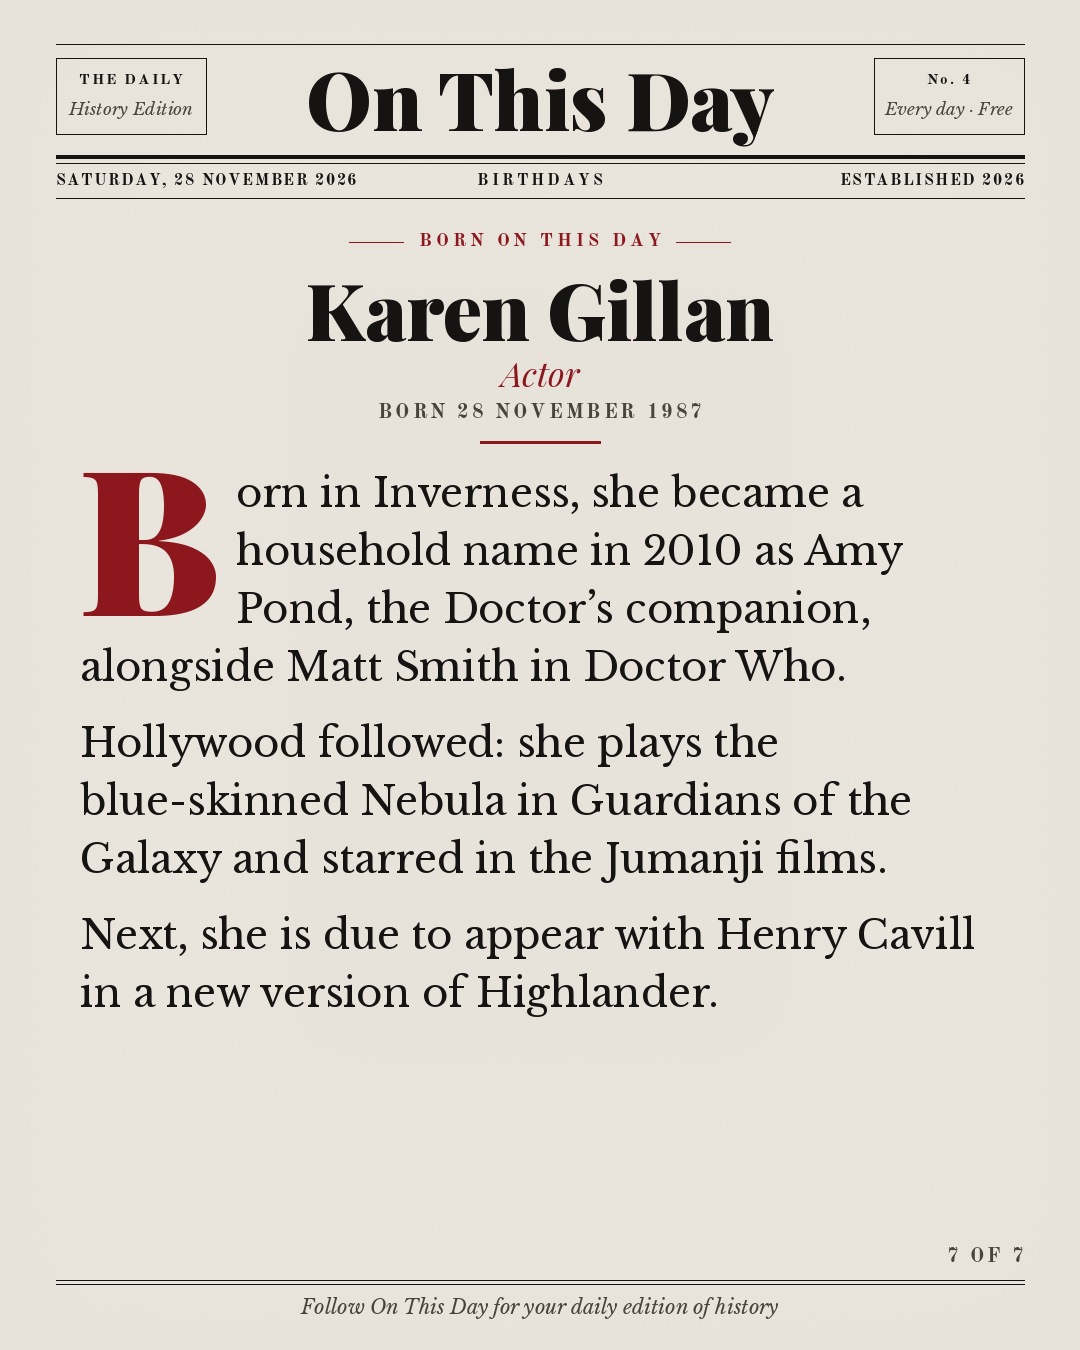 THE DAILY
History Edition
On This Day
No. 4
Every day · Free
SATURDAY, 28 NOVEMBER 2026
BIRTHDAYS
ESTABLISHED 2026
BORN ON THIS DAY
Karen Gillan
Actor
BORN 28 NOVEMBER 1987
Born in Inverness, she became a
household name in 2010 as Amy
Pond, the Doctor’s companion,
alongside Matt Smith in Doctor Who.
Hollywood followed: she plays the
blue-skinned Nebula in Guardians of the
Galaxy and starred in the Jumanji films.
Next, she is due to appear with Henry Cavill
in a new version of Highlander.
7 OF 7
Follow On This Day for your daily edition of history